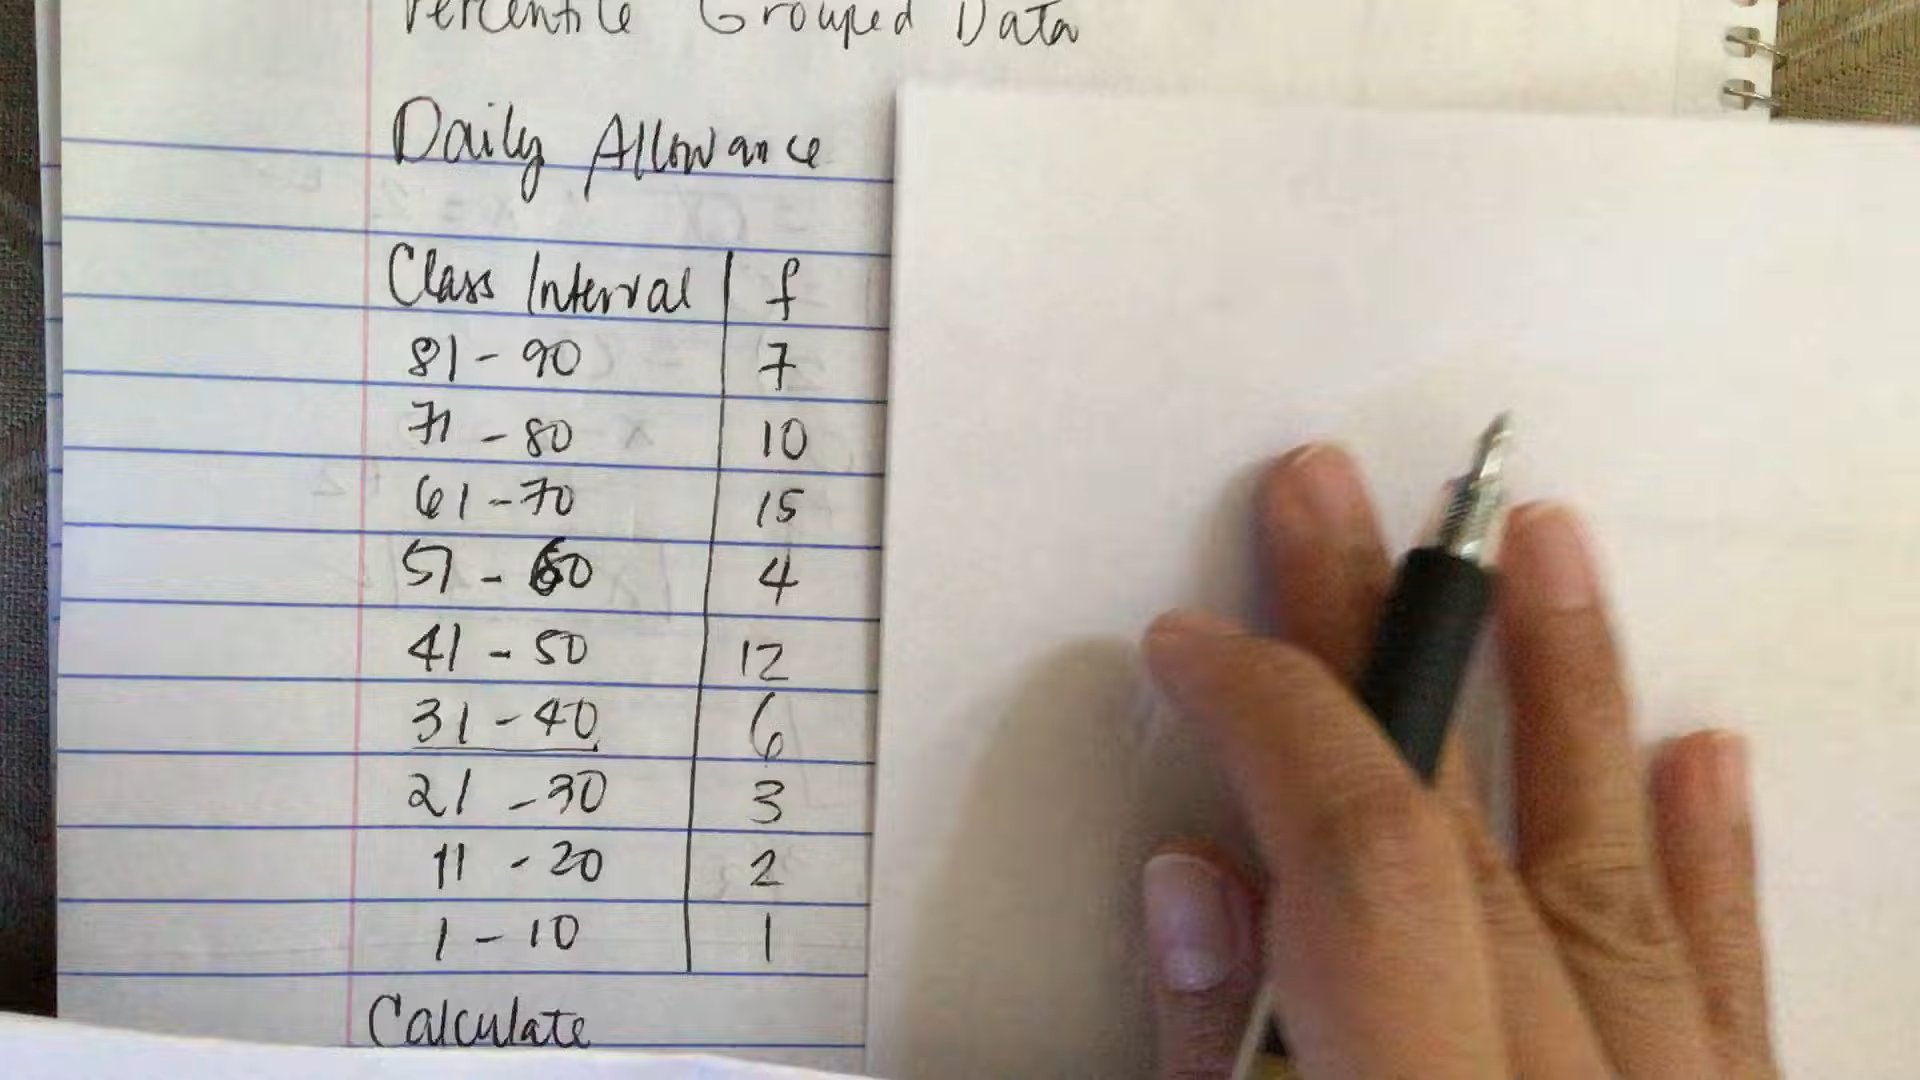 Percentile Grouped Data
Daily Allowance
Class Interval f
81 - 90 7
71 - 80 10
61 - 70 15
51 - 60 4
41 - 50 12
31 - 40 6
21 - 30 3
11 - 20 2
1 - 10 1
Calculate